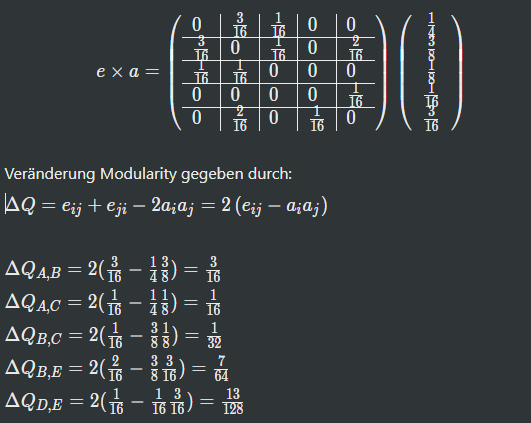 e × a = ( 0 3/16 1/16 0 0 ) ( 1/4 )
( 3/16 0 1/16 0 2/16 ) ( 3/8 )
( 1/16 1/16 0 0 0 ) ( 1/8 )
( 0 0 0 0 1/16 ) ( 1/16 )
( 0 2/16 0 1/16 0 ) ( 3/16 )
Veränderung Modularity gegeben durch:
ΔQ = e_ij + e_ji − 2a_i a_j = 2 (e_ij − a_i a_j)
ΔQ_A,B = 2(3/16 − 1/4 3/8) = 3/16
ΔQ_A,C = 2(1/16 − 1/4 1/8) = 1/16
ΔQ_B,C = 2(1/16 − 3/8 1/8) = 1/32
ΔQ_B,E = 2(2/16 − 3/8 3/16) = 7/64
ΔQ_D,E = 2(1/16 − 1/16 3/16) = 13/128